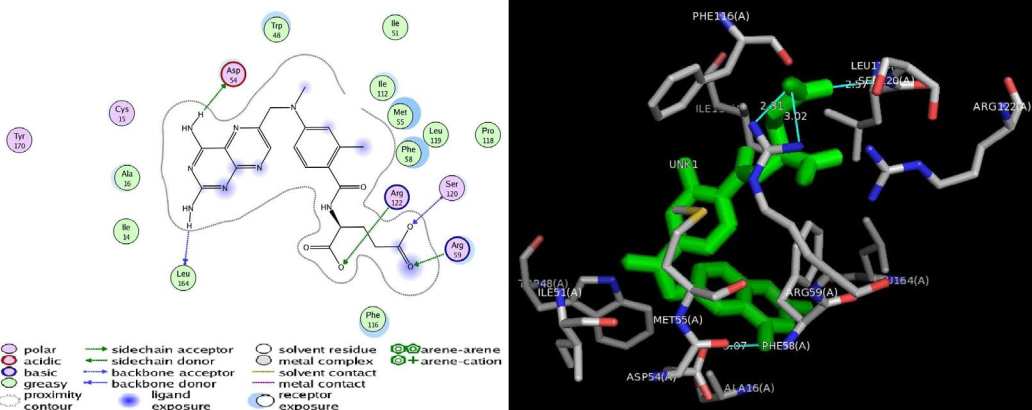 Trp
48
Ile
51
Asp
54
Cys
15
Ile
112
Met
55
Leu
119
Pro
118
Tyr
170
Phe
58
Ala
16
Ser
120
Arg
122
Ile
14
Arg
59
Leu
164
Phe
116
H
NH
N
N
N
N
N
N
H
O
HN
O
O
O
O
polar
acidic
basic
greasy
proximity
contour
sidechain acceptor
sidechain donor
backbone acceptor
backbone donor
ligand
exposure
solvent residue
metal complex
solvent contact
metal contact
receptor
exposure
arene-arene
arene-cation
PHE116(A)
SER120(A)
ARG122(A)
2.31
3.02
UNK1
ILE51(A)
ARG59(A)
MET55(A)
PHE58(A)
3.07
ASP54(A)
ALA16(A)